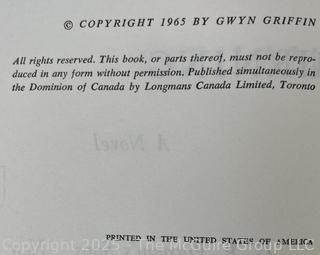 © COPYRIGHT 1965 BY GWYN GRIFFIN
All rights reserved. This book, or parts thereof, must not be repro-
duced in any form without permission. Published simultaneously in
the Dominion of Canada by Longmans Canada Limited, Toronto
A Novel
PRINTED IN THE UNITED STATES OF AMERICA
Copyright 2025 - The McGuire Group LLC